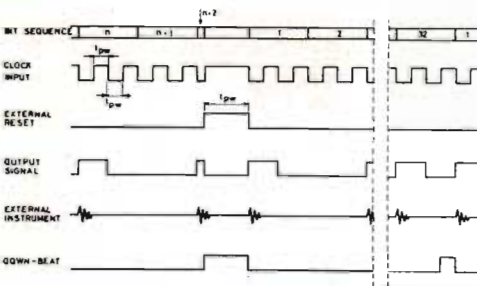 n+2
BIT SEQUENCE n n+1 1 2 32 1
tpw
CLOCK
INPUT
tpw
tpw
EXTERNAL
RESET
OUTPUT
SIGNAL
EXTERNAL
INSTRUMENT
DOWN-BEAT